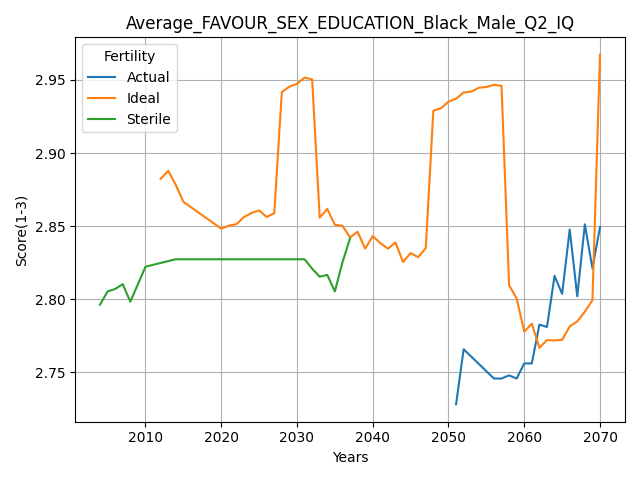 Average_FAVOUR_SEX_EDUCATION_Black_Male_Q2_IQ
Fertility
Actual
Ideal
Sterile
Score(1-3)
2.95
2.90
2.85
2.80
2.75
2010 2020 2030 2040 2050 2060 2070
Years